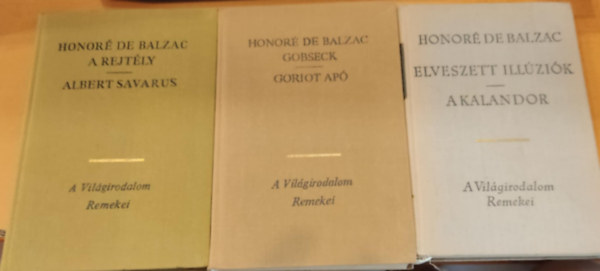 HONORÉ DE BALZAC
A REJTÉLY
ALBERT SAVARUS
A Világirodalom
Remekei
HONORÉ DE BALZAC
GOBSECK
GORIOT APÓ
A Világirodalom
Remekei
HONORÉ DE BALZAC
ELVESZETT ILLÚZIÓK
A KALANDOR
A Világirodalom
Remekei